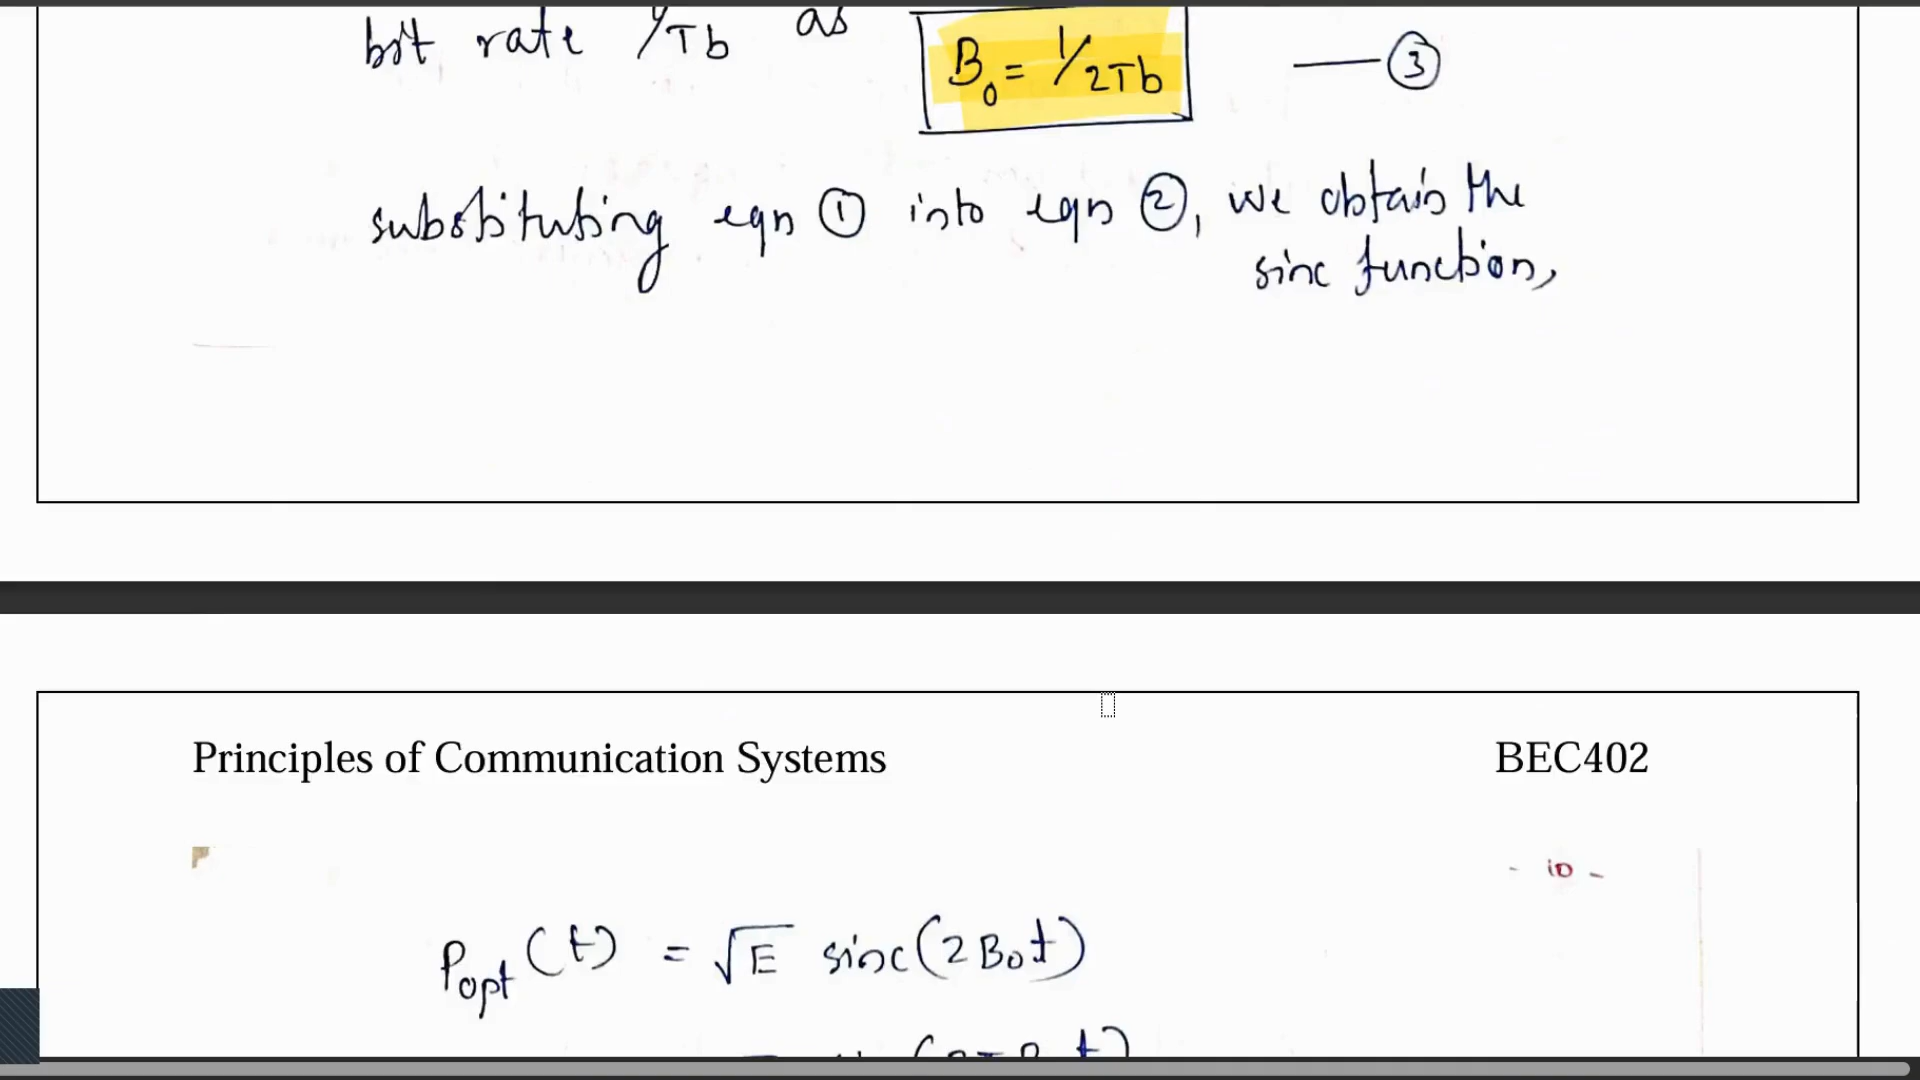 bit rate 1/Tb as B0 = 1/2Tb — 3
substituting eqn 1 into eqn 2, we obtain the
sinc function,
Principles of Communication Systems BEC402
- 10 -
Popt(t) = √E sinc(2B0t)